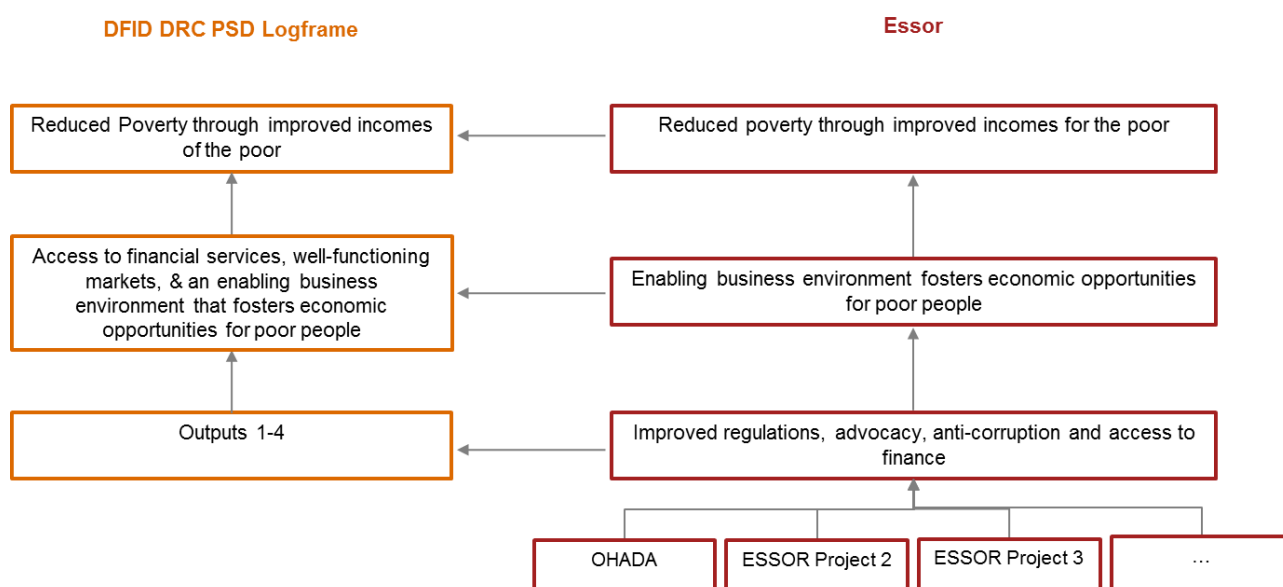 DFID DRC PSD Logframe
Essor
Reduced Poverty through improved incomes
of the poor
Reduced poverty through improved incomes for the poor
Access to financial services, well-functioning
markets, & an enabling business
environment that fosters economic
opportunities for poor people
Enabling business environment fosters economic opportunities
for poor people
Outputs 1-4
Improved regulations, advocacy, anti-corruption and access to
finance
OHADA
ESSOR Project 2
ESSOR Project 3
...